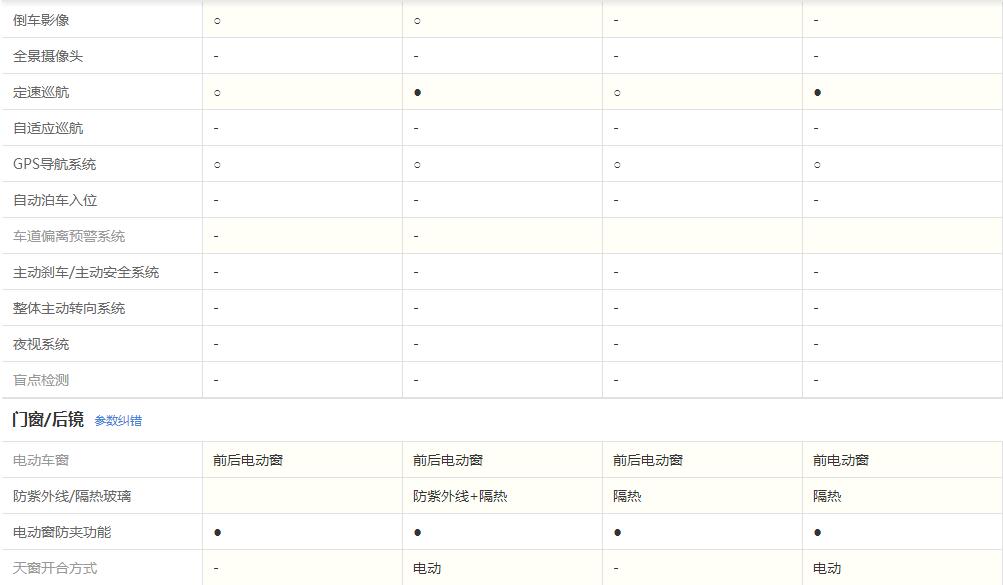 倒车影像 ○ ○ - -
全景摄像头 - - - -
定速巡航 ○ ● ○ ●
自适应巡航 - - - -
GPS导航系统 ○ ○ ○ ○
自动泊车入位 - - - -
车道偏离预警系统 - -
主动刹车/主动安全系统 - - - -
整体主动转向系统 - - - -
夜视系统 - - - -
盲点检测 - - - -
门窗/后镜 参数纠错
电动车窗 前后电动窗 前后电动窗 前后电动窗 前电动窗
防紫外线/隔热玻璃 防紫外线+隔热 隔热 隔热
电动窗防夹功能 ● ● ● ●
天窗开合方式 - 电动 - 电动